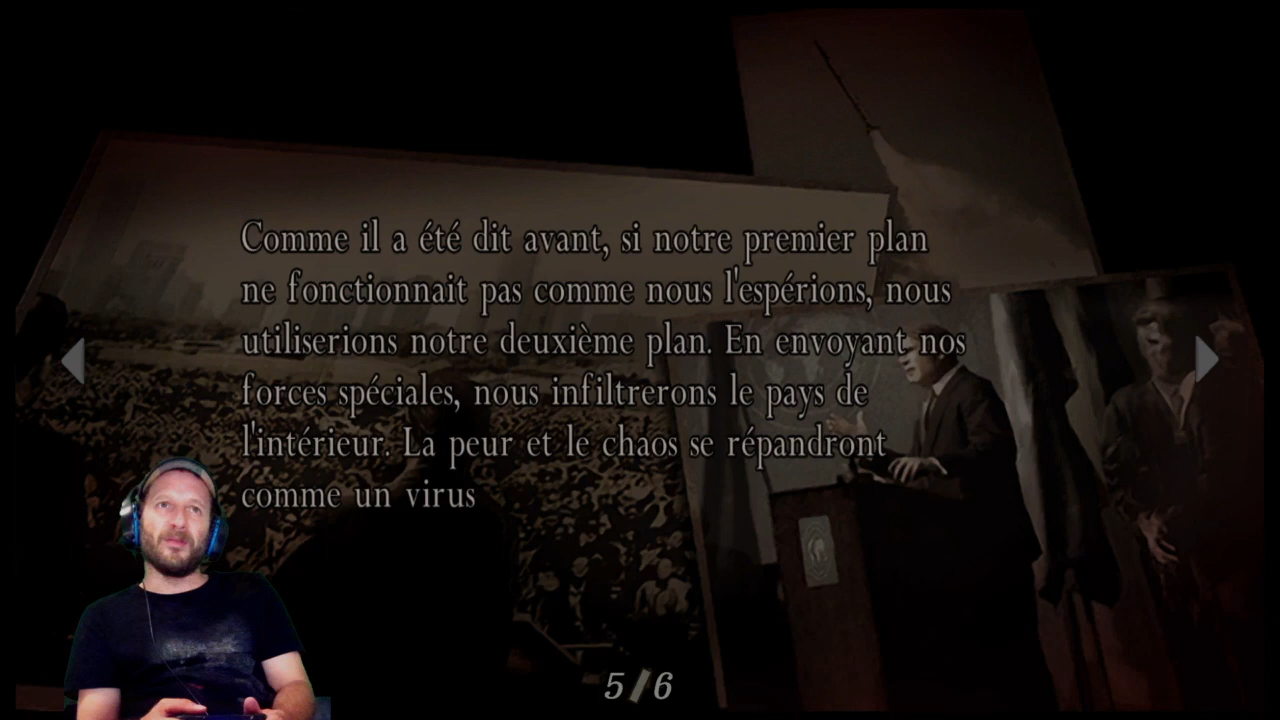 Comme il a été dit avant, si notre premier plan
ne fonctionnait pas comme nous l'espérions, nous
utiliserions notre deuxième plan. En envoyant nos
forces spéciales, nous infiltrerons le pays de
l'intérieur. La peur et le chaos se répandront
comme un virus
5/6